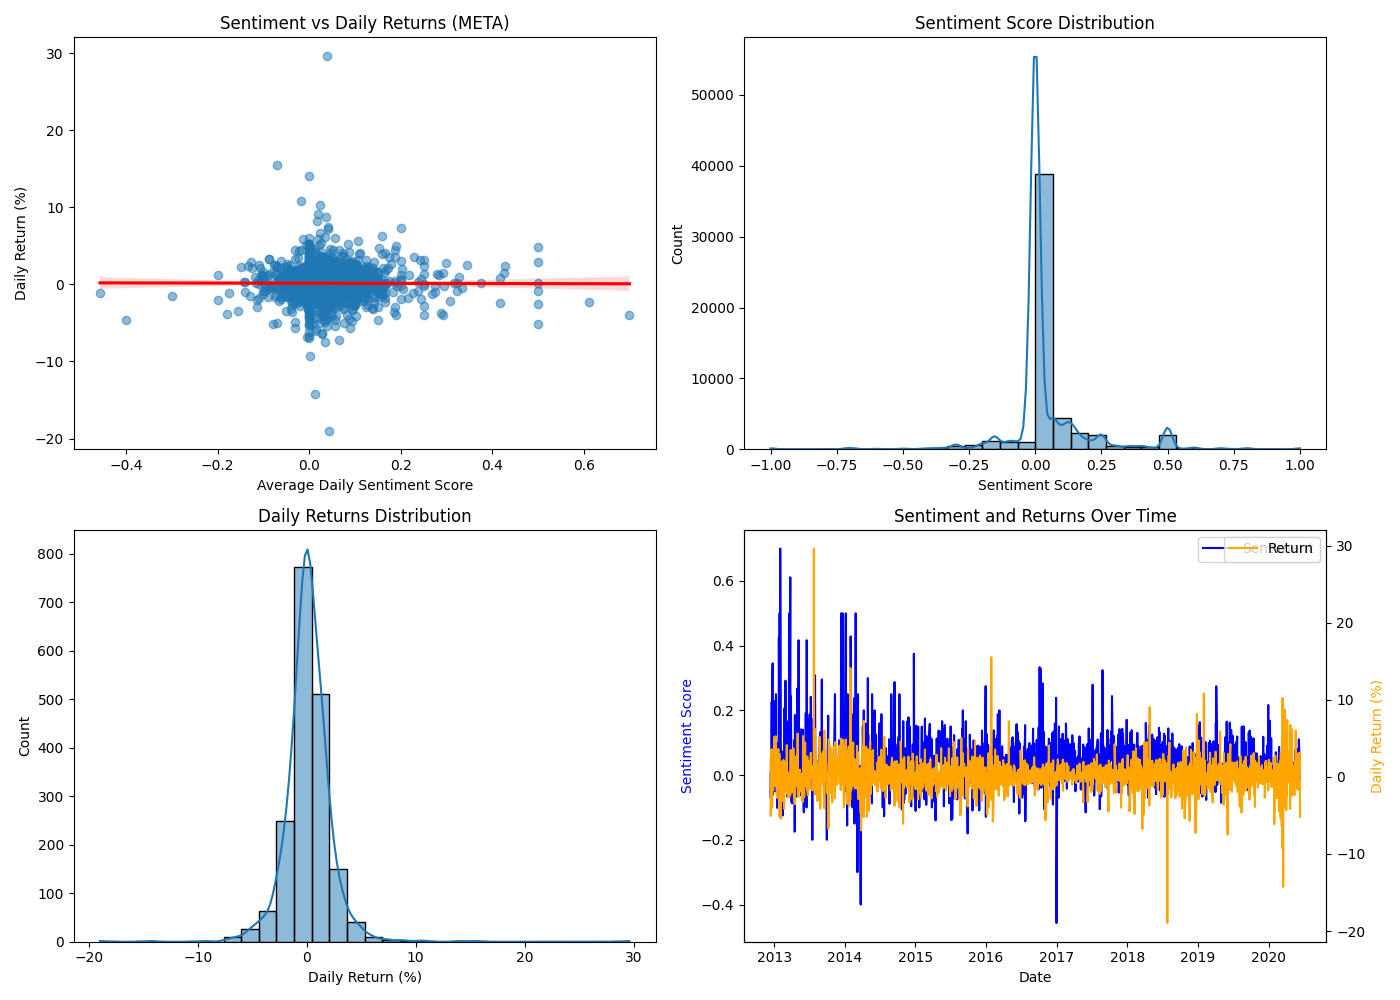 Sentiment vs Daily Returns (META)
30
20
10
0
−10
−20
Daily Return (%)
−0.4 −0.2 0.0 0.2 0.4 0.6
Average Daily Sentiment Score
Sentiment Score Distribution
50000
40000
30000
20000
10000
0
Count
−1.00 −0.75 −0.50 −0.25 0.00 0.25 0.50 0.75 1.00
Sentiment Score
Daily Returns Distribution
800
700
600
500
400
300
200
100
0
Count
−20 −10 0 10 20 30
Daily Return (%)
Sentiment and Returns Over Time
Return
0.6
0.4
0.2
0.0
−0.2
−0.4
Sentiment Score
30
20
10
0
−10
−20
Daily Return (%)
2013 2014 2015 2016 2017 2018 2019 2020
Date